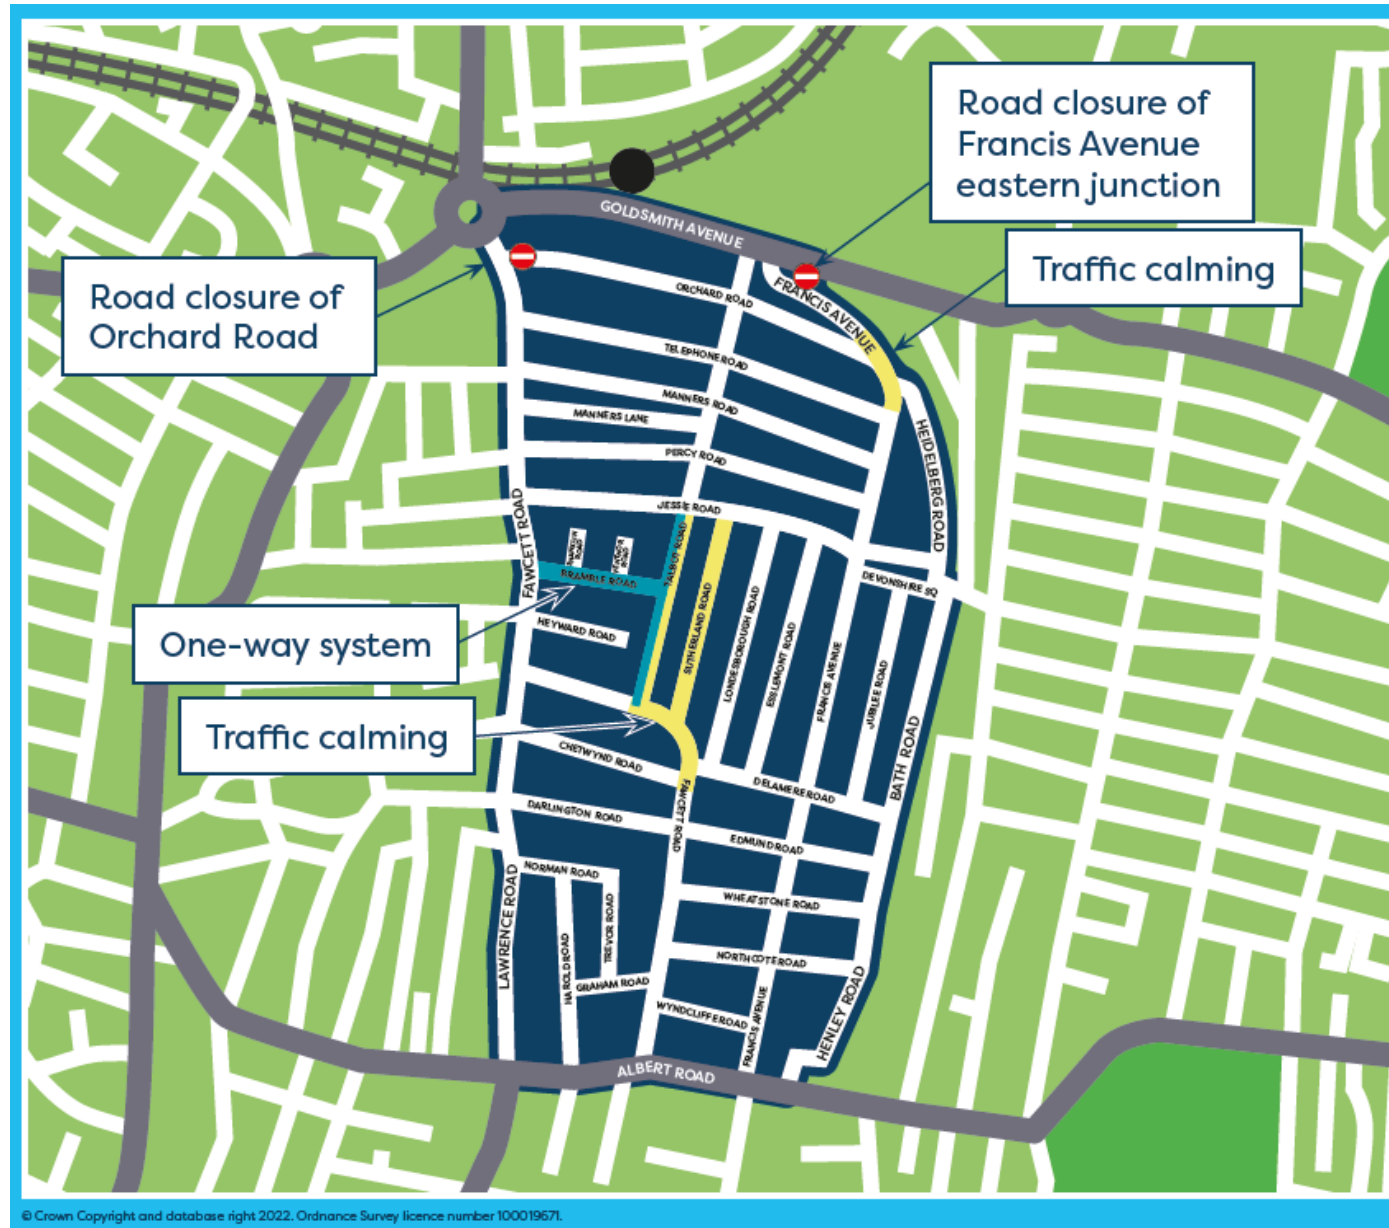 Road closure of
Francis Avenue
eastern junction
Traffic calming
Road closure of
Orchard Road
GOLDSMITH AVENUE
FRANCIS AVENUE
ORCHARD ROAD
TELEPHONE ROAD
MANNERS ROAD
MANNERS LANE
PERCY ROAD
HEIDELBERG ROAD
JESSIE ROAD
FAWCETT ROAD
TALBOT ROAD
BRAMBLE ROAD
DEVONSHIRE SQ
HEYWARD ROAD
SUTHERLAND ROAD
LONDESBOROUGH ROAD
ESSLEMONT ROAD
FRANCIS AVENUE
JUBILEE ROAD
BATH ROAD
One-way system
Traffic calming
CHETWYND ROAD
DELAMERE ROAD
FAWCETT ROAD
DARLINGTON ROAD
EDMUND ROAD
NORMAN ROAD
WHEATSTONE ROAD
LAWRENCE ROAD
HAROLD ROAD
TREVOR ROAD
NORTHCOTE ROAD
GRAHAM ROAD
WYNDCLIFFE ROAD
FRANCIS AVENUE
HENLEY ROAD
ALBERT ROAD
© Crown Copyright and database right 2022. Ordnance Survey licence number 100019671.